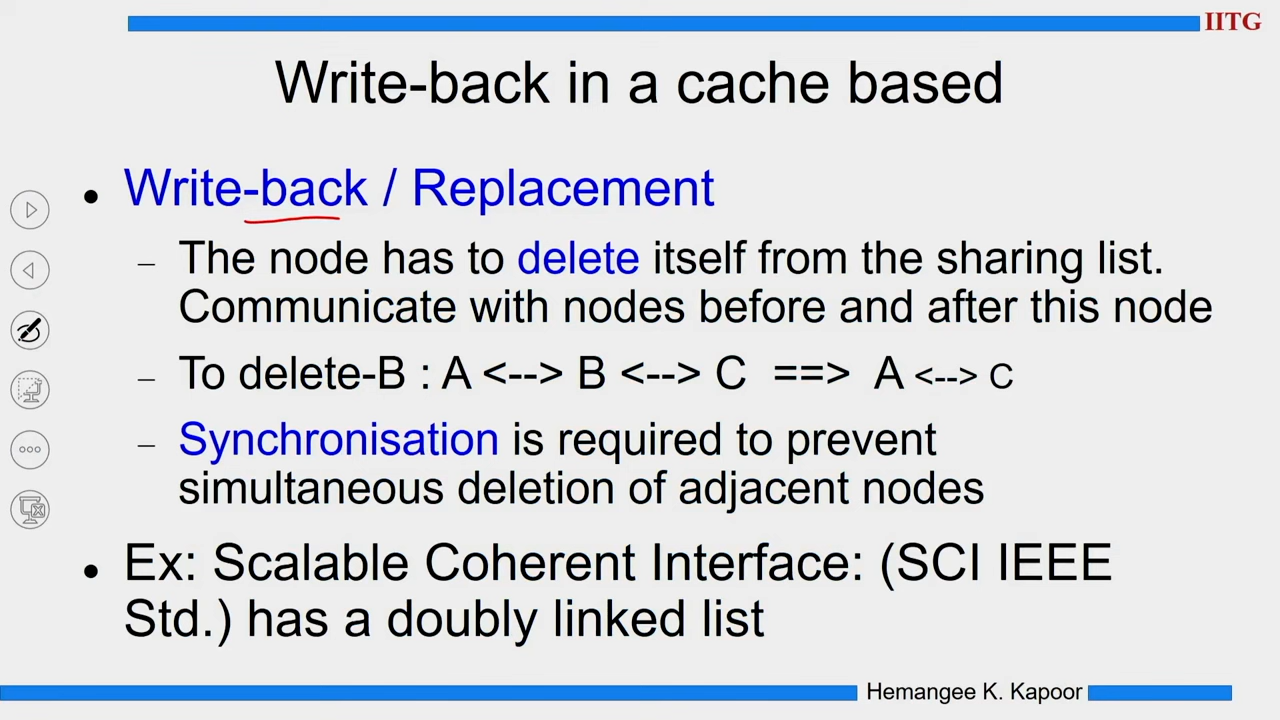 IITG
Write-back in a cache based
• Write-back / Replacement
– The node has to delete itself from the sharing list.
Communicate with nodes before and after this node
– To delete-B : A <--> B <--> C ==> A <--> C
– Synchronisation is required to prevent
simultaneous deletion of adjacent nodes
• Ex: Scalable Coherent Interface: (SCI IEEE
Std.) has a doubly linked list
Hemangee K. Kapoor